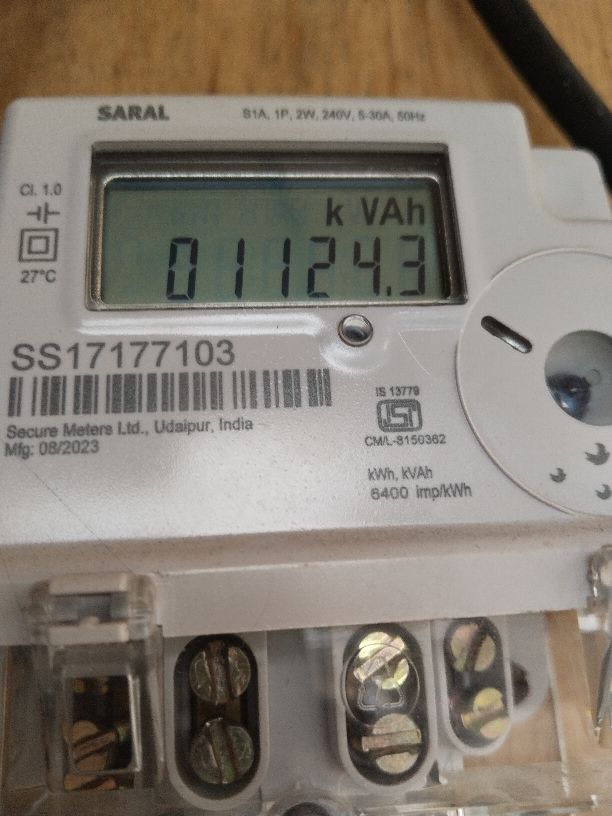 SARAL
S1A, 1P, 2W, 240V, 5-30A, 50Hz
Cl. 1.0
27°C
k VAh
01124.3
SS17177103
Secure Meters Ltd., Udaipur, India
Mfg: 08/2023
IS 13779
ISI
CM/L-8150362
kWh, kVAh
6400 imp/kWh